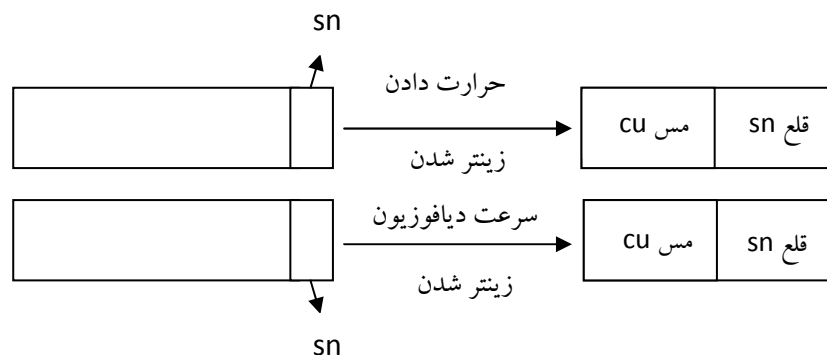 sn
حرارت دادن
مس cu
قلع sn
زینتر شدن
سرعت دیافوزیون
مس cu
قلع sn
زینتر شدن
sn